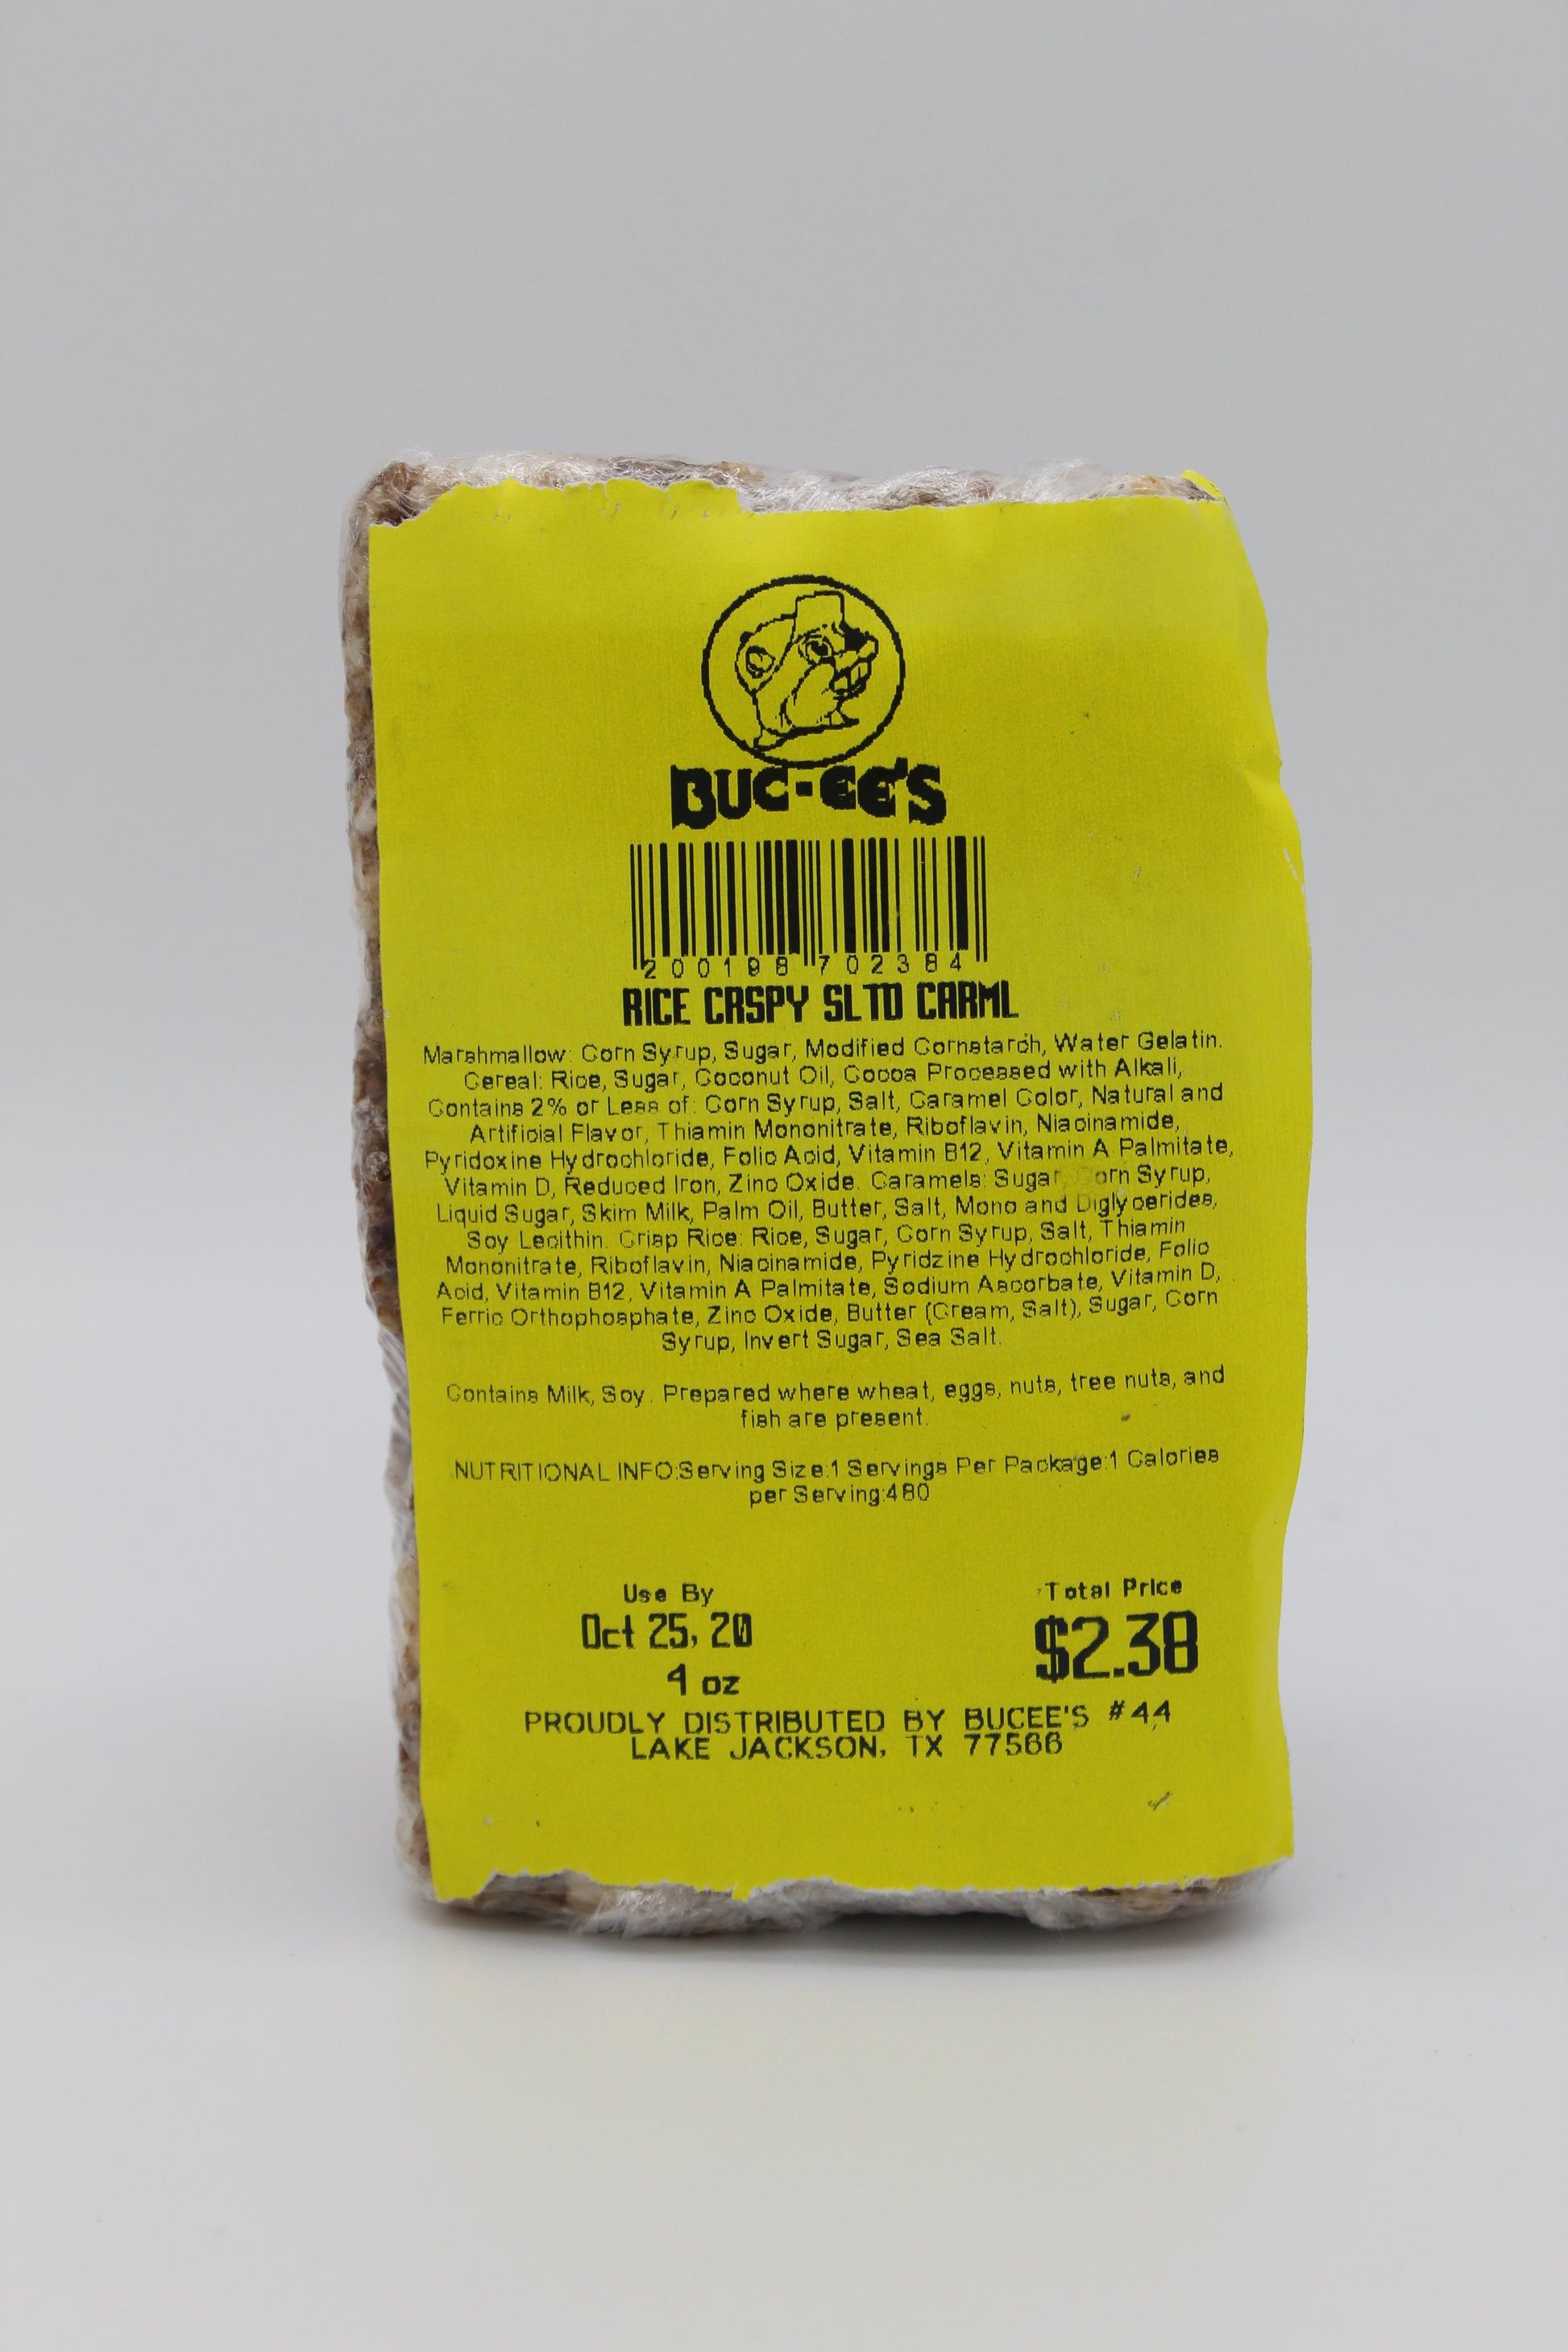 BUC-EE'S
200198 702384
RICE CRSPY SLTD CARML
Marshmallow: Corn Syrup, Sugar, Modified Cornstarch, Water Gelatin.
Cereal: Rice, Sugar, Coconut Oil, Cocoa Processed with Alkali,
Contains 2% or Less of: Corn Syrup, Salt, Caramel Color, Natural and
Artificial Flavor, Thiamin Mononitrate, Riboflavin, Niacinamide,
Pyridoxine Hydrochloride, Folic Acid, Vitamin B12, Vitamin A Palmitate,
Vitamin D, Reduced Iron, Zinc Oxide. Caramels: Sugar, Corn Syrup,
Liquid Sugar, Skim Milk, Palm Oil, Butter, Salt, Mono and Diglycerides,
Soy Lecithin. Crisp Rice: Rice, Sugar, Corn Syrup, Salt, Thiamin
Mononitrate, Riboflavin, Niacinamide, Pyridzine Hydrochloride, Folic
Acid, Vitamin B12, Vitamin A Palmitate, Sodium Ascorbate, Vitamin D,
Ferric Orthophosphate, Zinc Oxide, Butter (Cream, Salt), Sugar, Corn
Syrup, Invert Sugar, Sea Salt.
Contains Milk, Soy. Prepared where wheat, eggs, nuts, tree nuts, and
fish are present.
NUTRITIONAL INFO:Serving Size:1 Servings Per Package:1 Calories
per Serving:480
Use By
Oct 25, 20
4 oz
Total Price
$2.38
PROUDLY DISTRIBUTED BY BUCEE'S #44
LAKE JACKSON, TX 77566